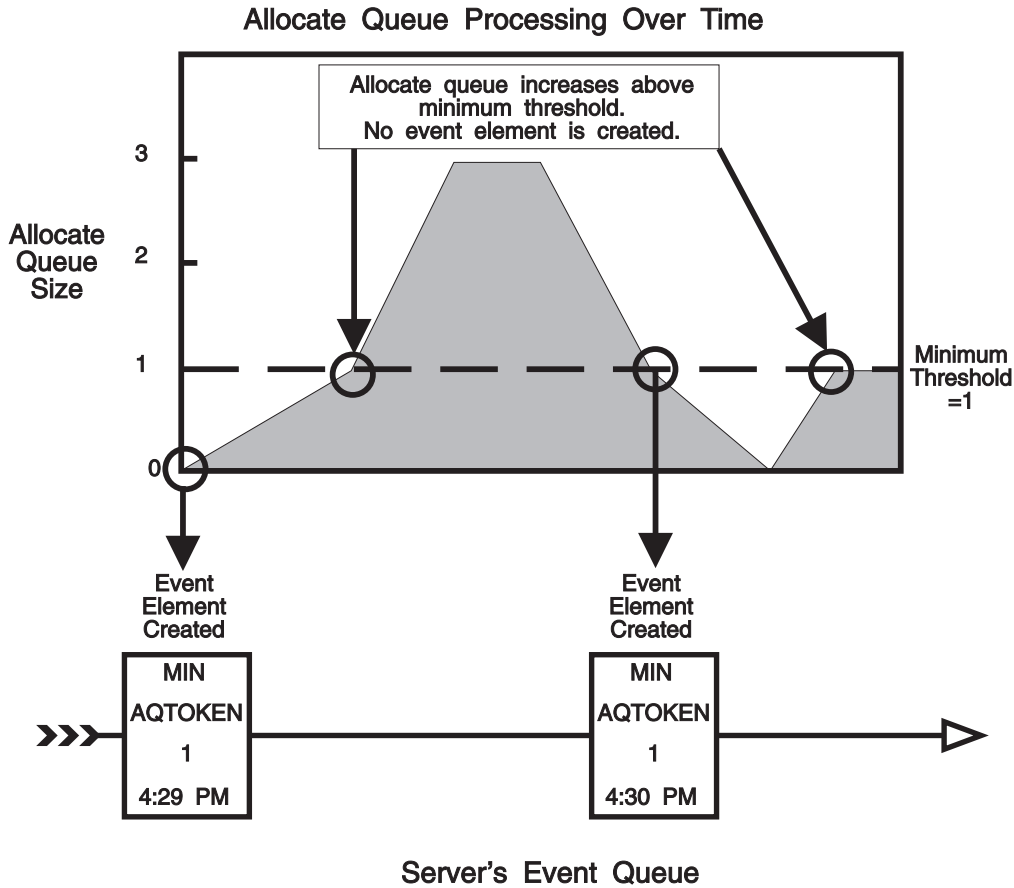 Allocate Queue Processing Over Time
Allocate queue increases above
minimum threshold.
No event element is created.
3
Allocate
Queue
Size
2
1
Minimum
Threshold
=1
0
Event
Element
Created
Event
Element
Created
MIN
AQTOKEN
1
4:29 PM
MIN
AQTOKEN
1
4:30 PM
Server's Event Queue